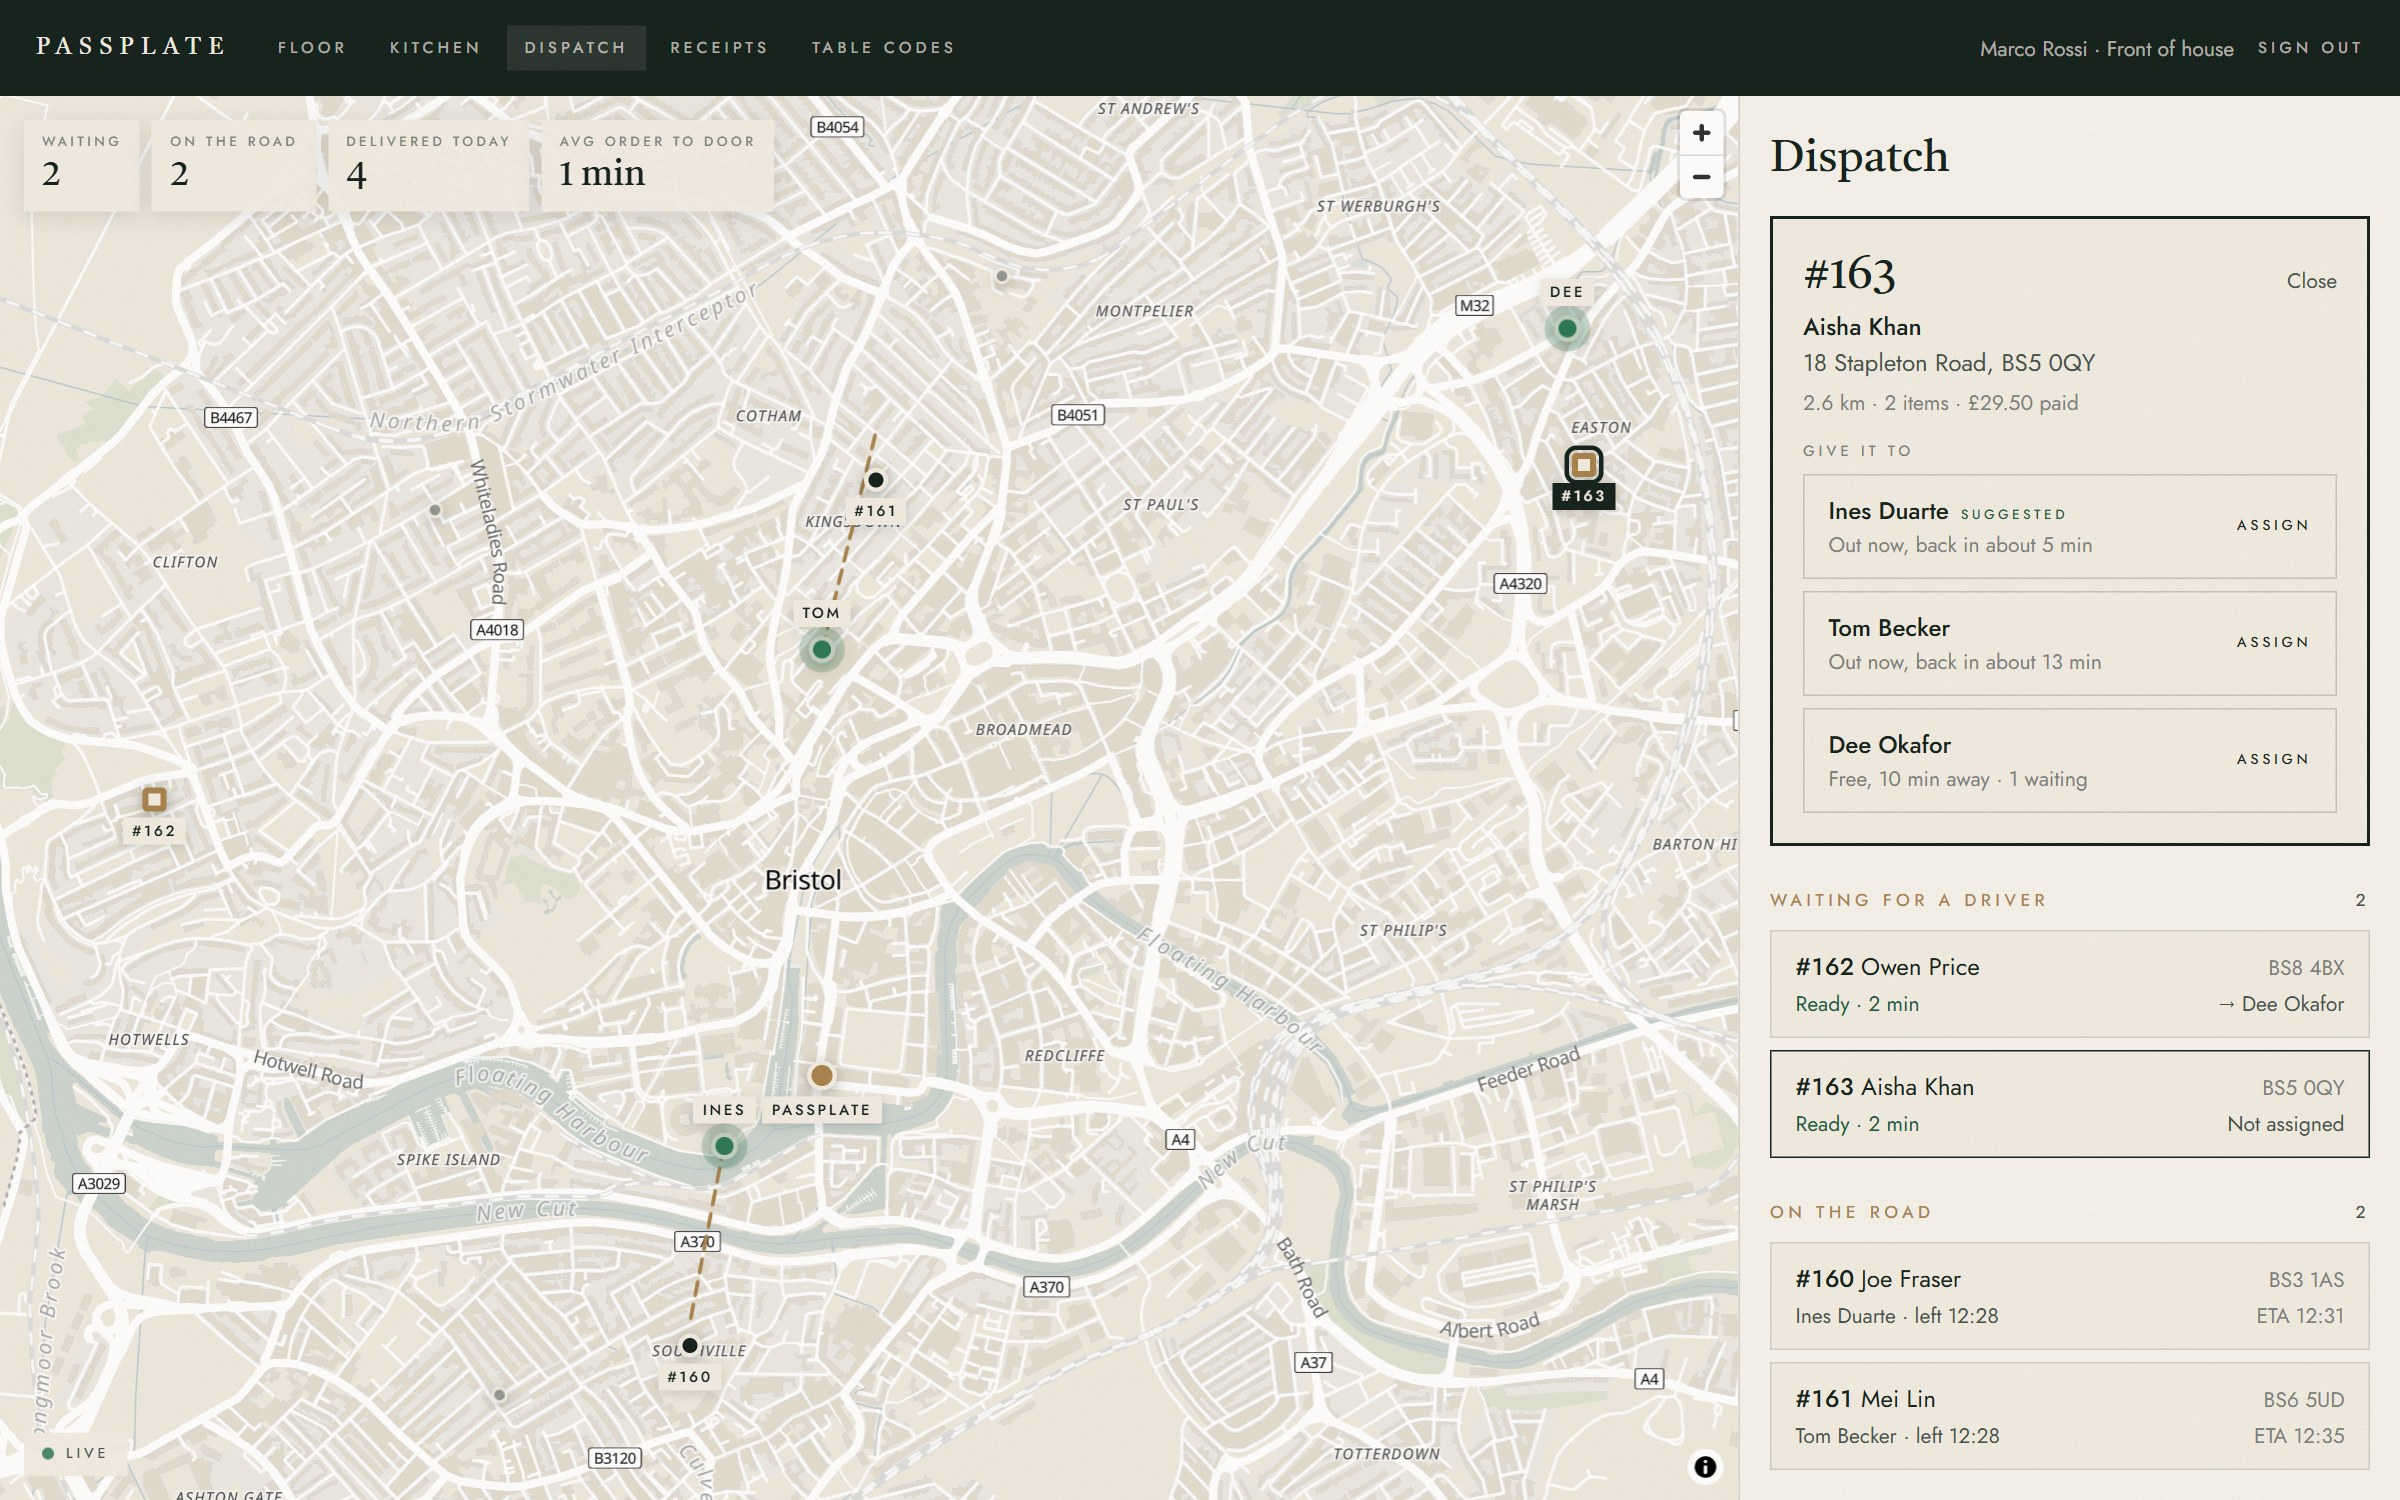 PASSPLATE
FLOOR
KITCHEN
DISPATCH
RECEIPTS
TABLE CODES
Marco Rossi · Front of house
SIGN OUT
WAITING
2
ON THE ROAD
2
DELIVERED TODAY
4
AVG ORDER TO DOOR
1 min
B4054
ST ANDREW'S
+
−
ST WERBURGH'S
DEE
M32
MONTPELIER
Northern Stormwater Interceptor
B4467
COTHAM
B4051
EASTON
#163
Whiteladies Road
#161
ST PAUL'S
CLIFTON
A4320
TOM
A4018
BROADMEAD
#162
BARTON HI
Bristol
ST PHILIP'S
Floating Harbour
HOTWELLS
Hotwell Road
REDCLIFFE
Feeder Road
Floating Harbour
INES
PASSPLATE
A4
New Cut
SPIKE ISLAND
A3029
ST PHILIP'S
MARSH
New Cut
A370
Bath Road
A370
ongmoor Brook
Albert Road
#160
A37
A4
LIVE
B3120
TOTTERDOWN
Culve
ASHTON GATE
Dispatch
#163
Close
Aisha Khan
18 Stapleton Road, BS5 0QY
2.6 km · 2 items · £29.50 paid
GIVE IT TO
Ines Duarte SUGGESTED
Out now, back in about 5 min
ASSIGN
Tom Becker
Out now, back in about 13 min
ASSIGN
Dee Okafor
Free, 10 min away · 1 waiting
ASSIGN
WAITING FOR A DRIVER 2
#162 Owen Price BS8 4BX
Ready · 2 min → Dee Okafor
#163 Aisha Khan BS5 0QY
Ready · 2 min Not assigned
ON THE ROAD 2
#160 Joe Fraser BS3 1AS
Ines Duarte · left 12:28 ETA 12:31
#161 Mei Lin BS6 5UD
Tom Becker · left 12:28 ETA 12:35